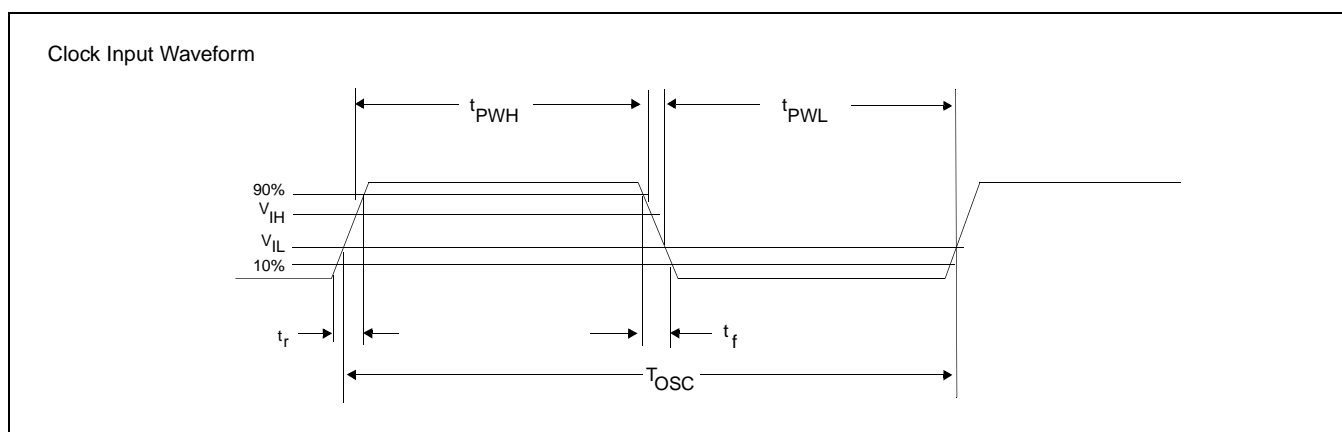 Clock Input Waveform
tPWH
tPWL
90%
VIH
VIL
10%
tr
tf
TOSC